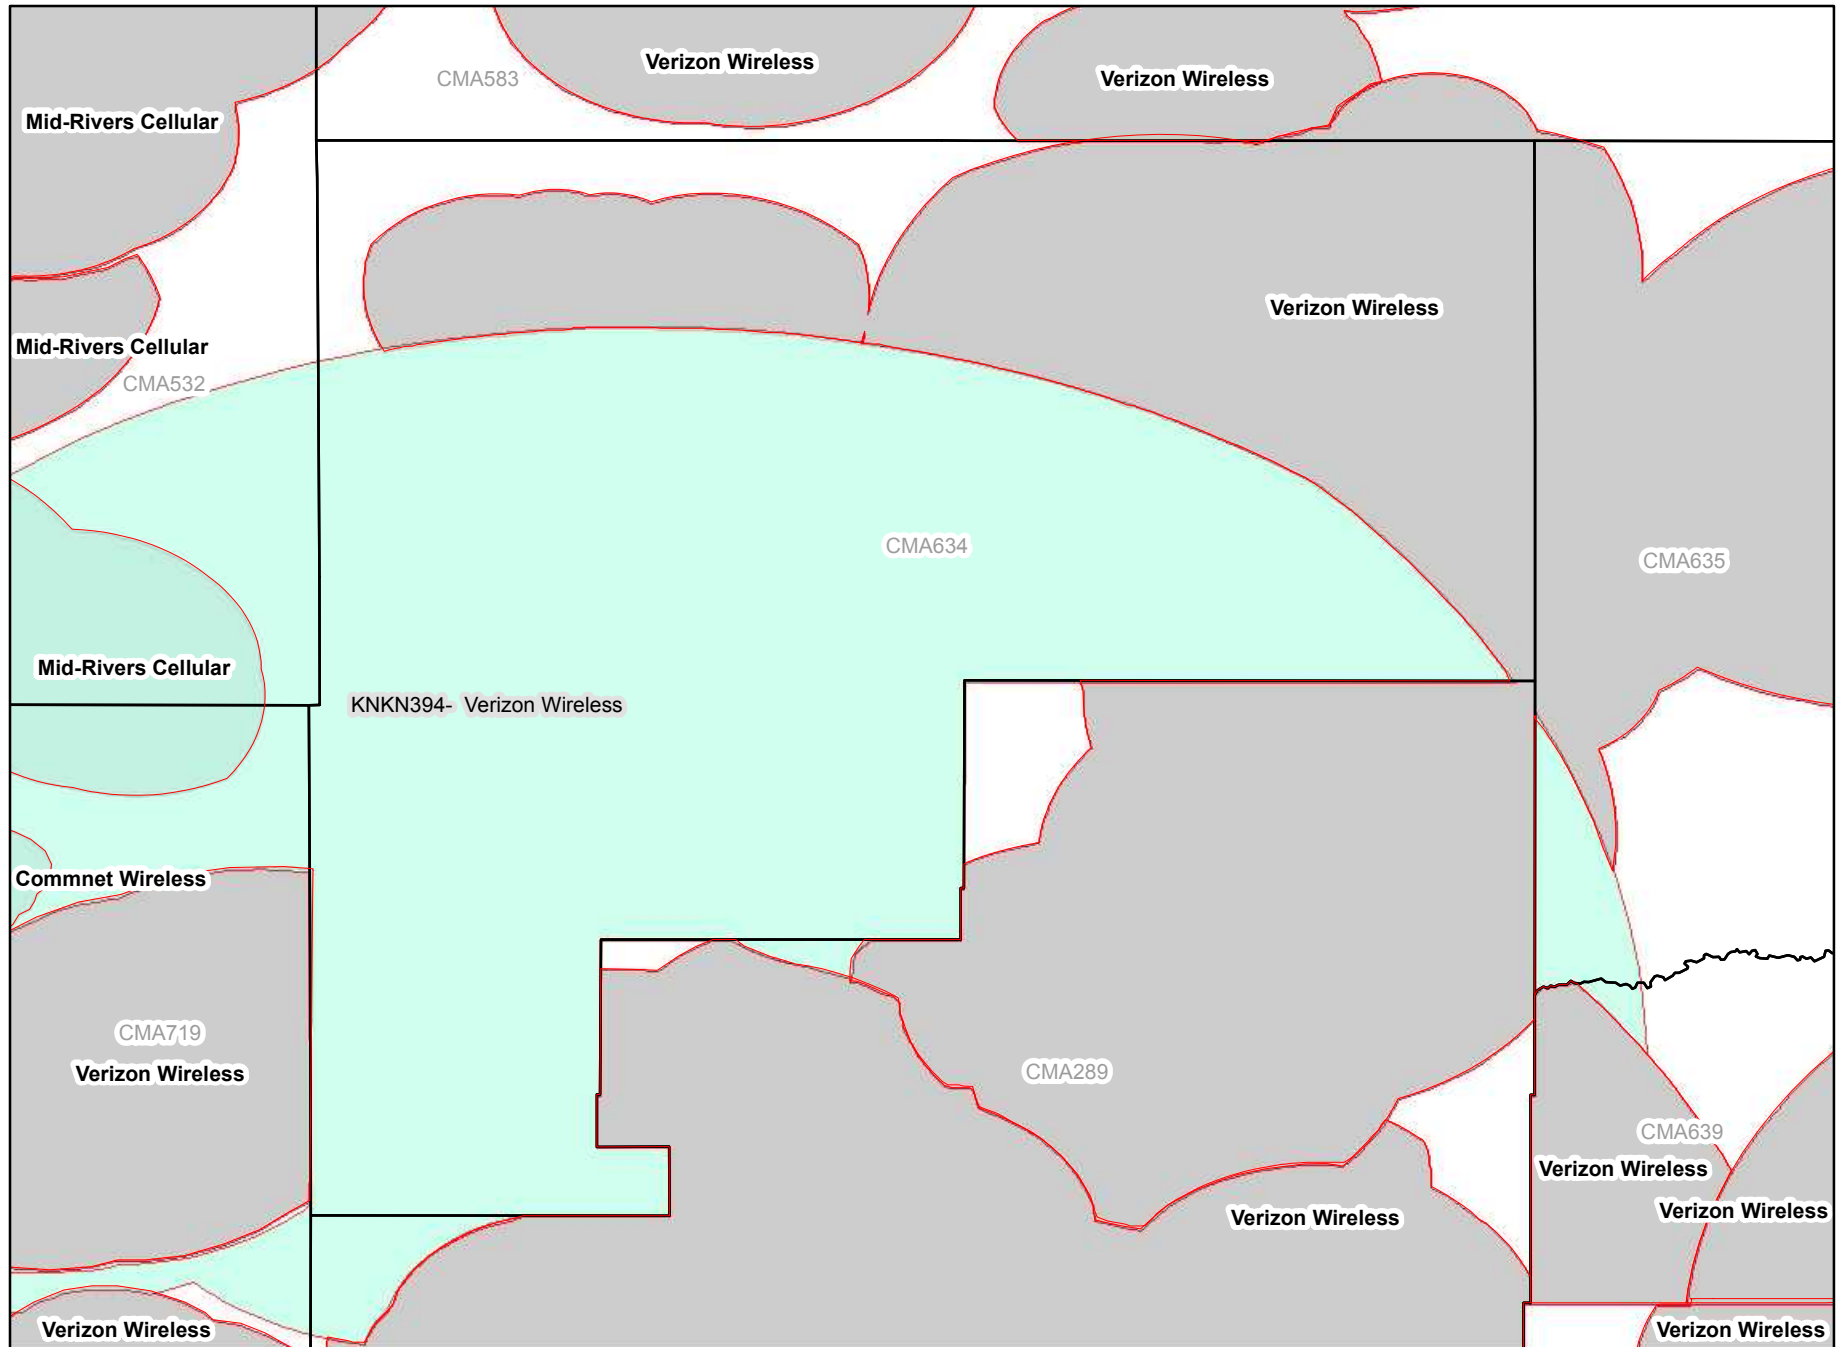 Verizon Wireless
CMA583
Verizon Wireless
Mid-Rivers Cellular
Verizon Wireless
Mid-Rivers Cellular
CMA532
CMA634
CMA635
Mid-Rivers Cellular
KNKN394- Verizon Wireless
Commnet Wireless
CMA719
Verizon Wireless
CMA289
CMA639
Verizon Wireless
Verizon Wireless
Verizon Wireless
Verizon Wireless
Verizon Wireless